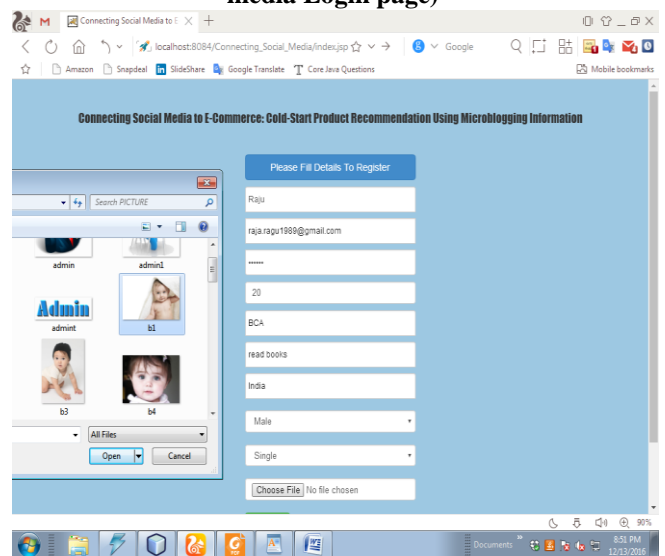 media Login page)
Connecting Social Media to E
localhost:8084/Connecting_Social_Media/index.jsp
Google
Amazon Snapdeal SlideShare Google Translate Core Java Questions Mobile bookmarks
Connecting Social Media to E-Commerce: Cold-Start Product Recommendation Using Microblogging Information
Please Fill Details To Register
Raju
raja.ragu1989@gmail.com
20
BCA
read books
India
Male
Single
Choose File No file chosen
PICTURE
Search PICTURE
admin admin1
Admin
admint b1
b3 b4
All Files
Open Cancel
90%
Documents
8:51 PM
12/13/2016